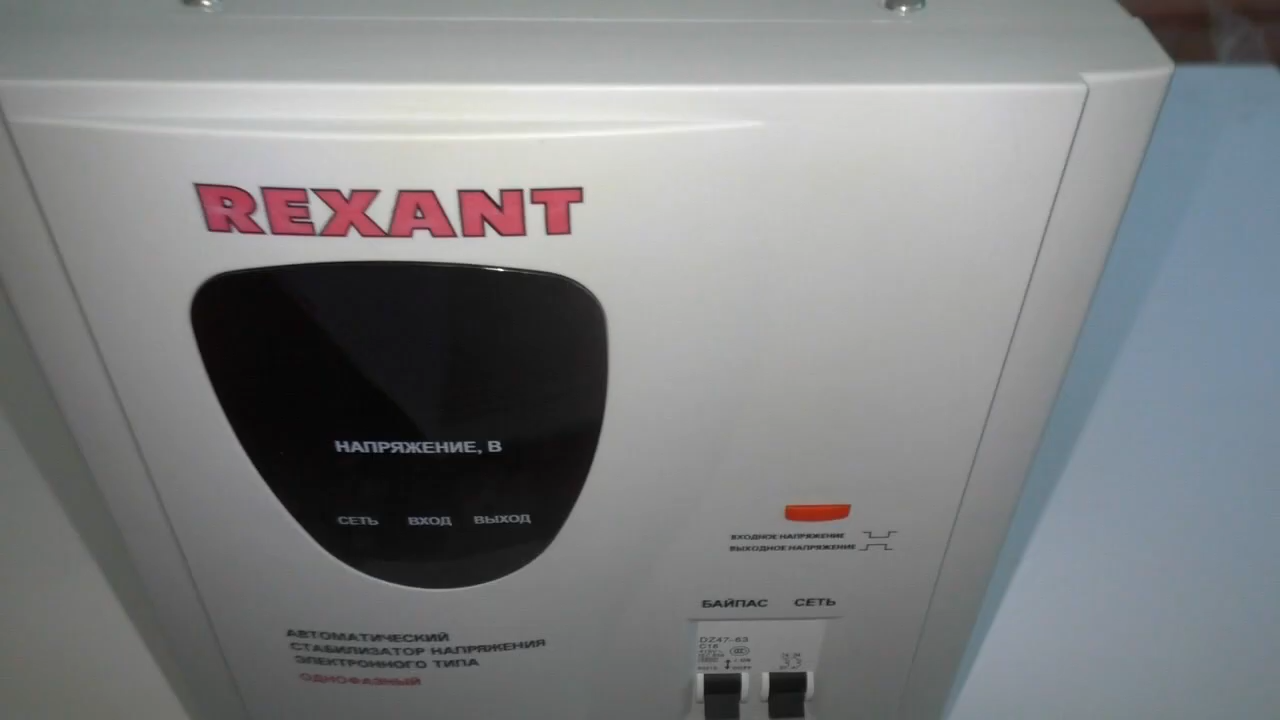 REXANT
НАПРЯЖЕНИЕ, В
СЕТЬ ВХОД ВЫХОД
ВХОДНОЕ НАПРЯЖЕНИЕ
ВЫХОДНОЕ НАПРЯЖЕНИЕ
БАЙПАС СЕТЬ
АВТОМАТИЧЕСКИЙ
СТАБИЛИЗАТОР НАПРЯЖЕНИЯ
ЭЛЕКТРОННОГО ТИПА
ОДНОФАЗНЫЙ
DZ47-63
C16